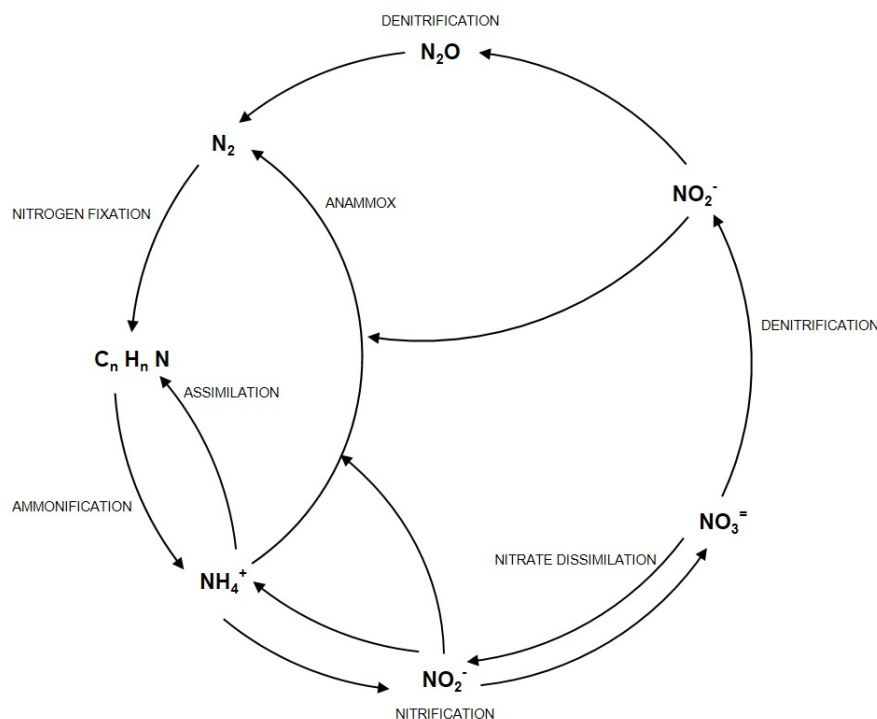 DENITRIFICATION
N₂O
N₂
NO₂⁻
ANAMMOX
NITROGEN FIXATION
DENITRIFICATION
Cₙ Hₙ N
ASSIMILATION
AMMONIFICATION
NO₃⁼
NITRATE DISSIMILATION
NH₄⁺
NO₂⁻
NITRIFICATION